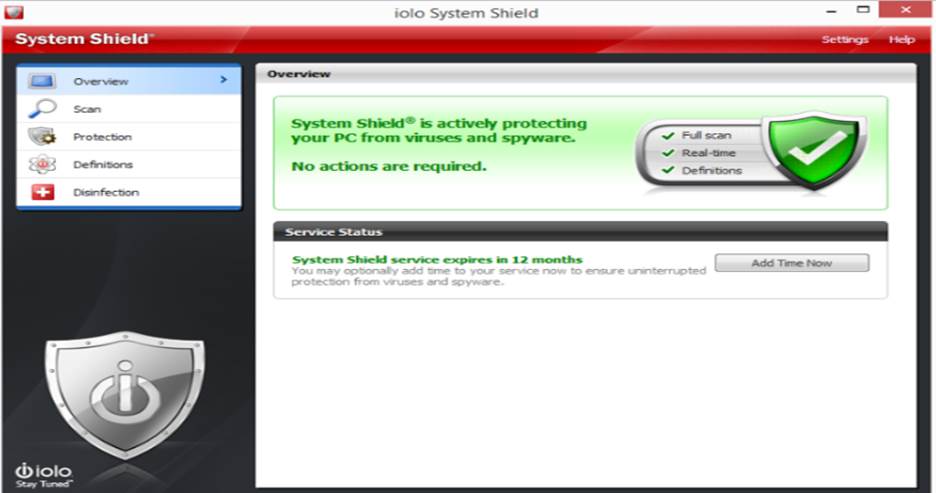 iolo System Shield
System Shield®
Settings Help
Overview
Scan
Protection
Definitions
Disinfection
Overview
System Shield® is actively protecting
your PC from viruses and spyware.
No actions are required.
Full scan
Real-time
Definitions
Service Status
System Shield service expires in 12 months
You may optionally add time to your service now to ensure uninterrupted
protection from viruses and spyware.
Add Time Now
iolo
Stay Tuned™